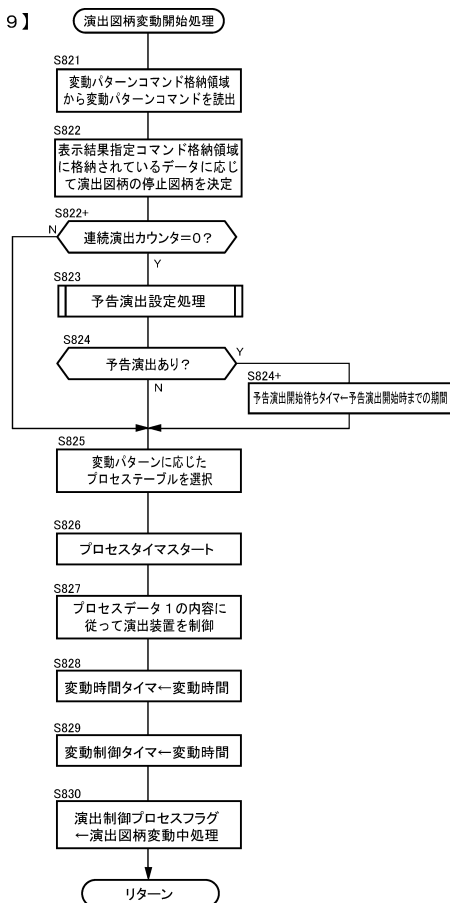 9】
演出図柄変動開始処理
S821
変動パターンコマンド格納領域
から変動パターンコマンドを読出
S822
表示結果指定コマンド格納領域
に格納されているデータに応じ
て演出図柄の停止図柄を決定
S822+
N
連続演出カウンタ=0?
Y
S823
予告演出設定処理
S824
予告演出あり?
Y
N
S824+
予告演出開始待ちタイマ←予告演出開始時までの期間
S825
変動パターンに応じた
プロセステーブルを選択
S826
プロセスタイマスタート
S827
プロセスデータ1の内容に
従って演出装置を制御
S828
変動時間タイマ←変動時間
S829
変動制御タイマ←変動時間
S830
演出制御プロセスフラグ
←演出図柄変動中処理
リターン